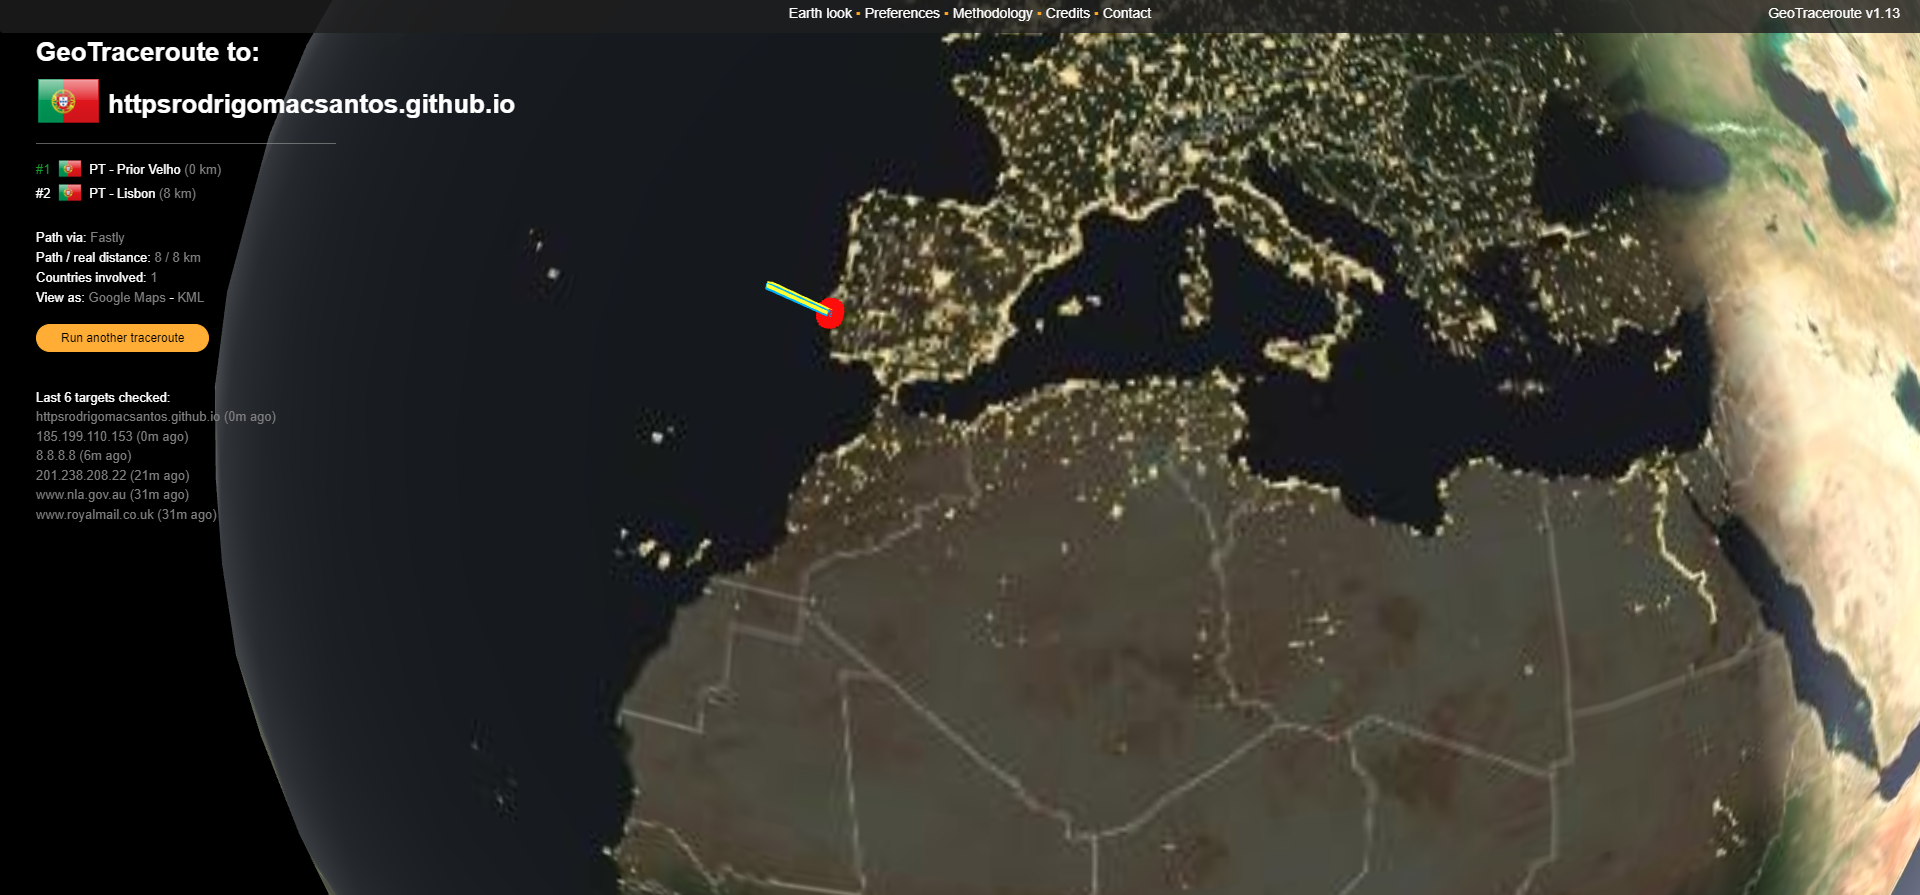 Earth look ▪ Preferences ▪ Methodology ▪ Credits ▪ Contact
GeoTraceroute v1.13
GeoTraceroute to:
httpsrodrigomacsantos.github.io
#1 PT - Prior Velho (0 km)
#2 PT - Lisbon (8 km)
Path via: Fastly
Path / real distance: 8 / 8 km
Countries involved: 1
View as: Google Maps - KML
Run another traceroute
Last 6 targets checked:
httpsrodrigomacsantos.github.io (0m ago)
185.199.110.153 (0m ago)
8.8.8.8 (6m ago)
201.238.208.22 (21m ago)
www.nla.gov.au (31m ago)
www.royalmail.co.uk (31m ago)